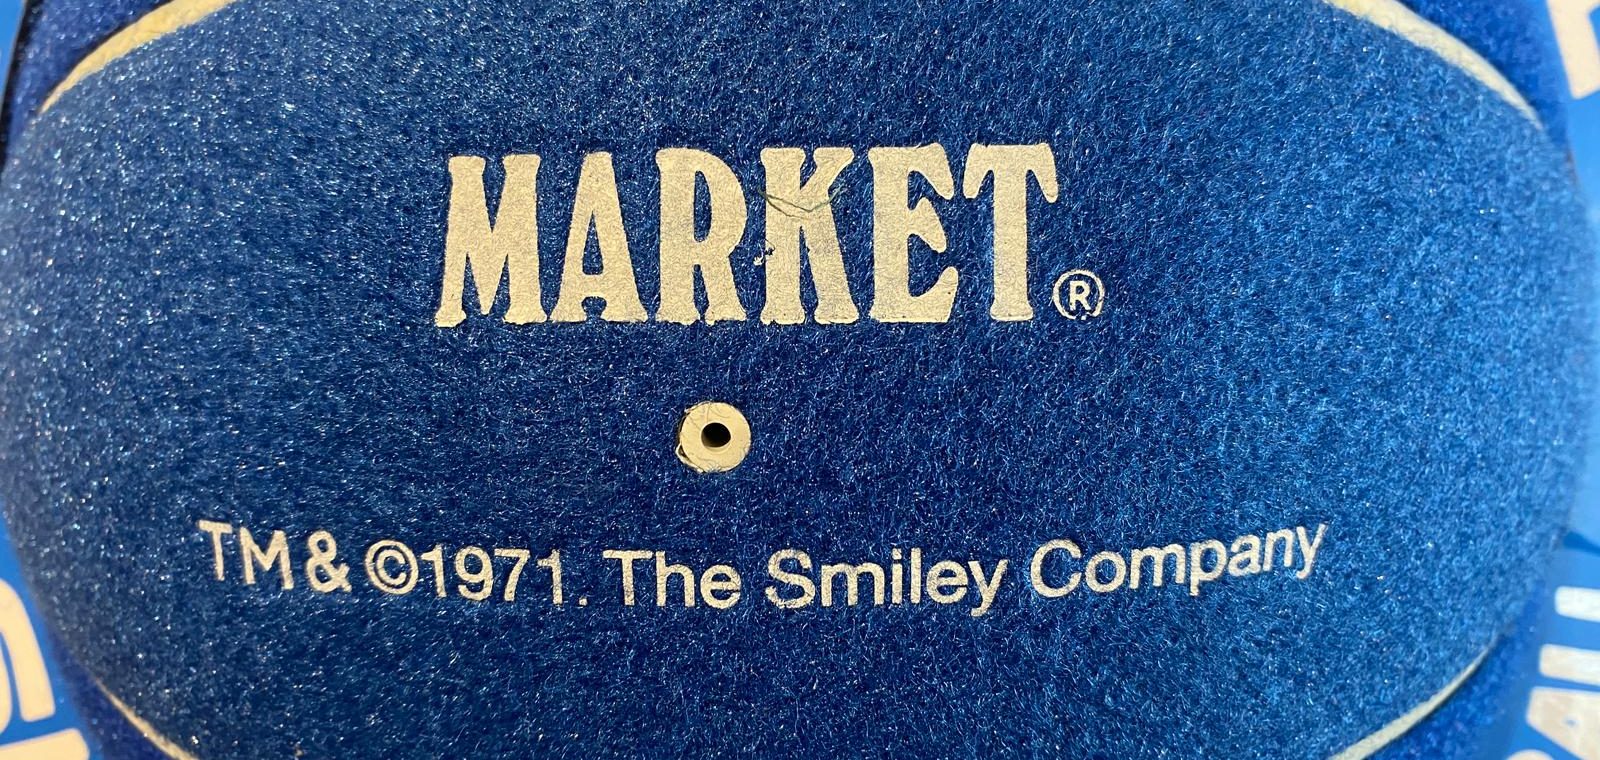 MARKET®
TM & ©1971. The Smiley Company